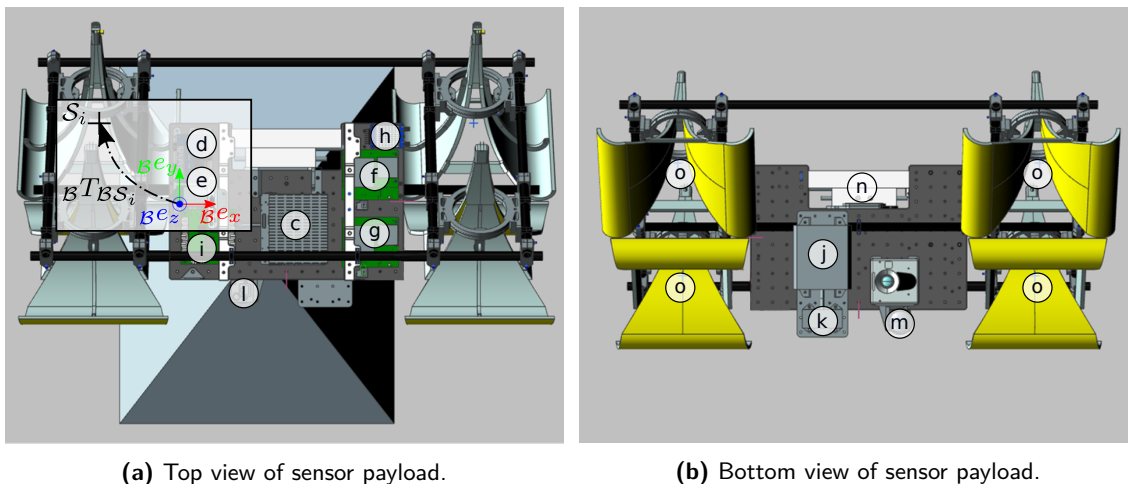 S_i
d
h
_B e_y
e
f
_B T_{BS_i}
_B e_z
_B e_x
c
g
i
l
o
o
n
j
o
o
k
m
(a) Top view of sensor payload.
(b) Bottom view of sensor payload.